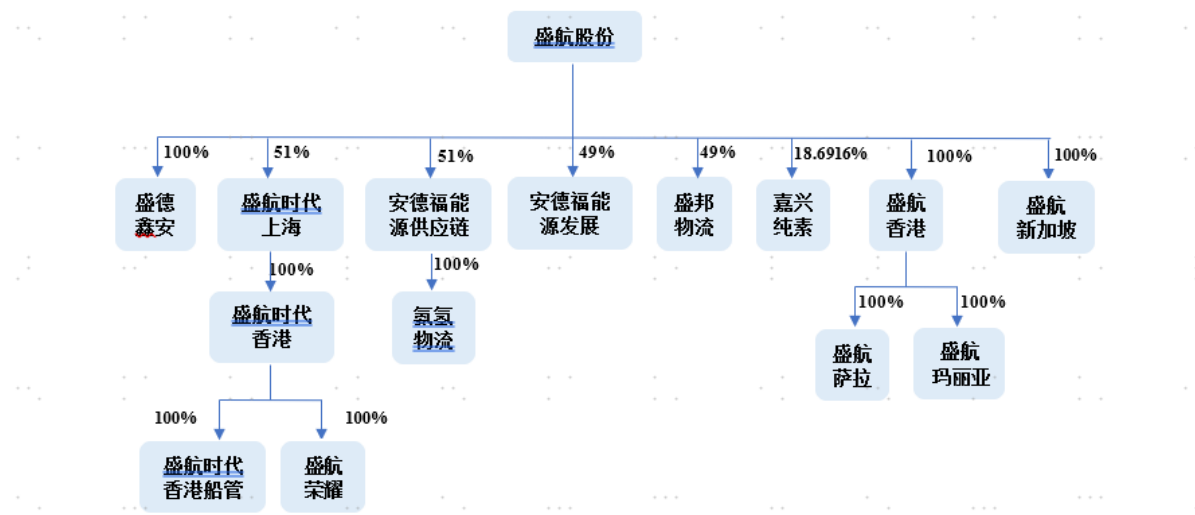 盛航股份
100%
51%
51%
49%
49%
18.6916%
100%
100%
盛德
鑫安
盛航时代
上海
安德福能
源供应链
安德福能
源发展
盛邦
物流
嘉兴
纯素
盛航
香港
盛航
新加坡
100%
100%
100%
100%
盛航时代
香港
氨氢
物流
盛航
萨拉
盛航
玛丽亚
100%
100%
盛航时代
香港船管
盛航
荣耀